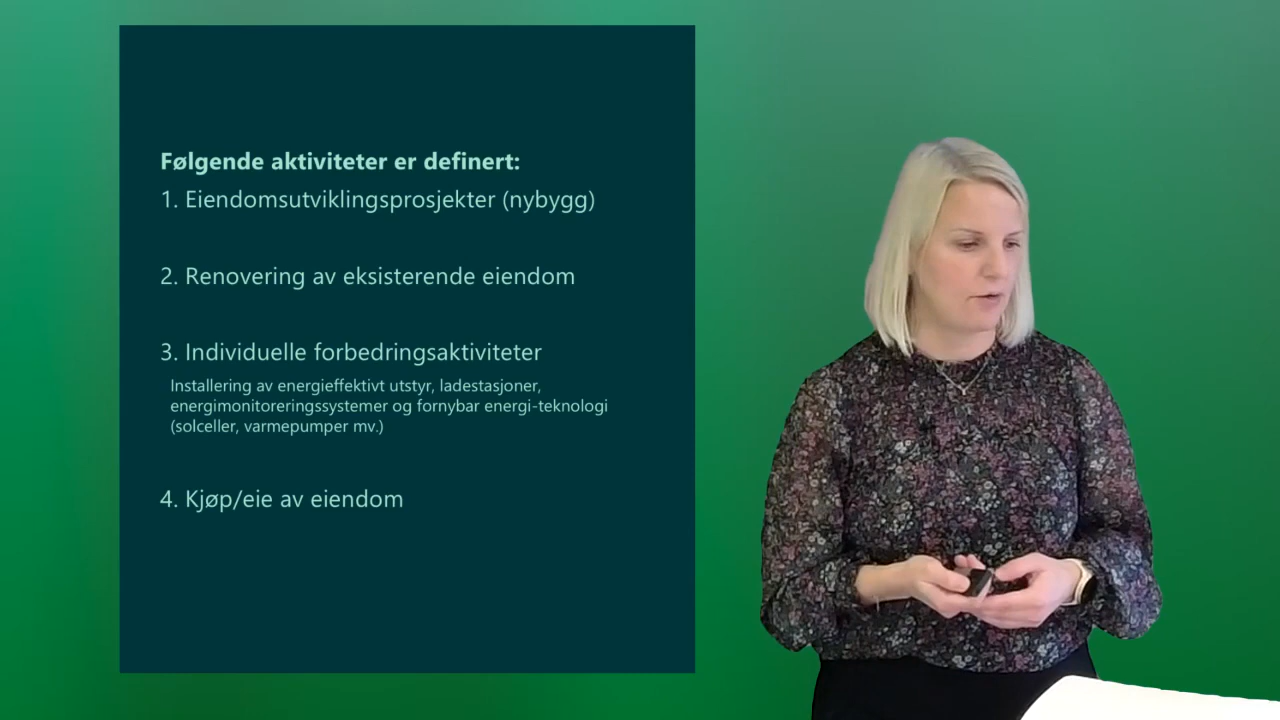 Følgende aktiviteter er definert:
1. Eiendomsutviklingsprosjekter (nybygg)
2. Renovering av eksisterende eiendom
3. Individuelle forbedringsaktiviteter
Installering av energieffektivt utstyr, ladestasjoner,
energimonitoreringssystemer og fornybar energi-teknologi
(solceller, varmepumper mv.)
4. Kjøp/eie av eiendom